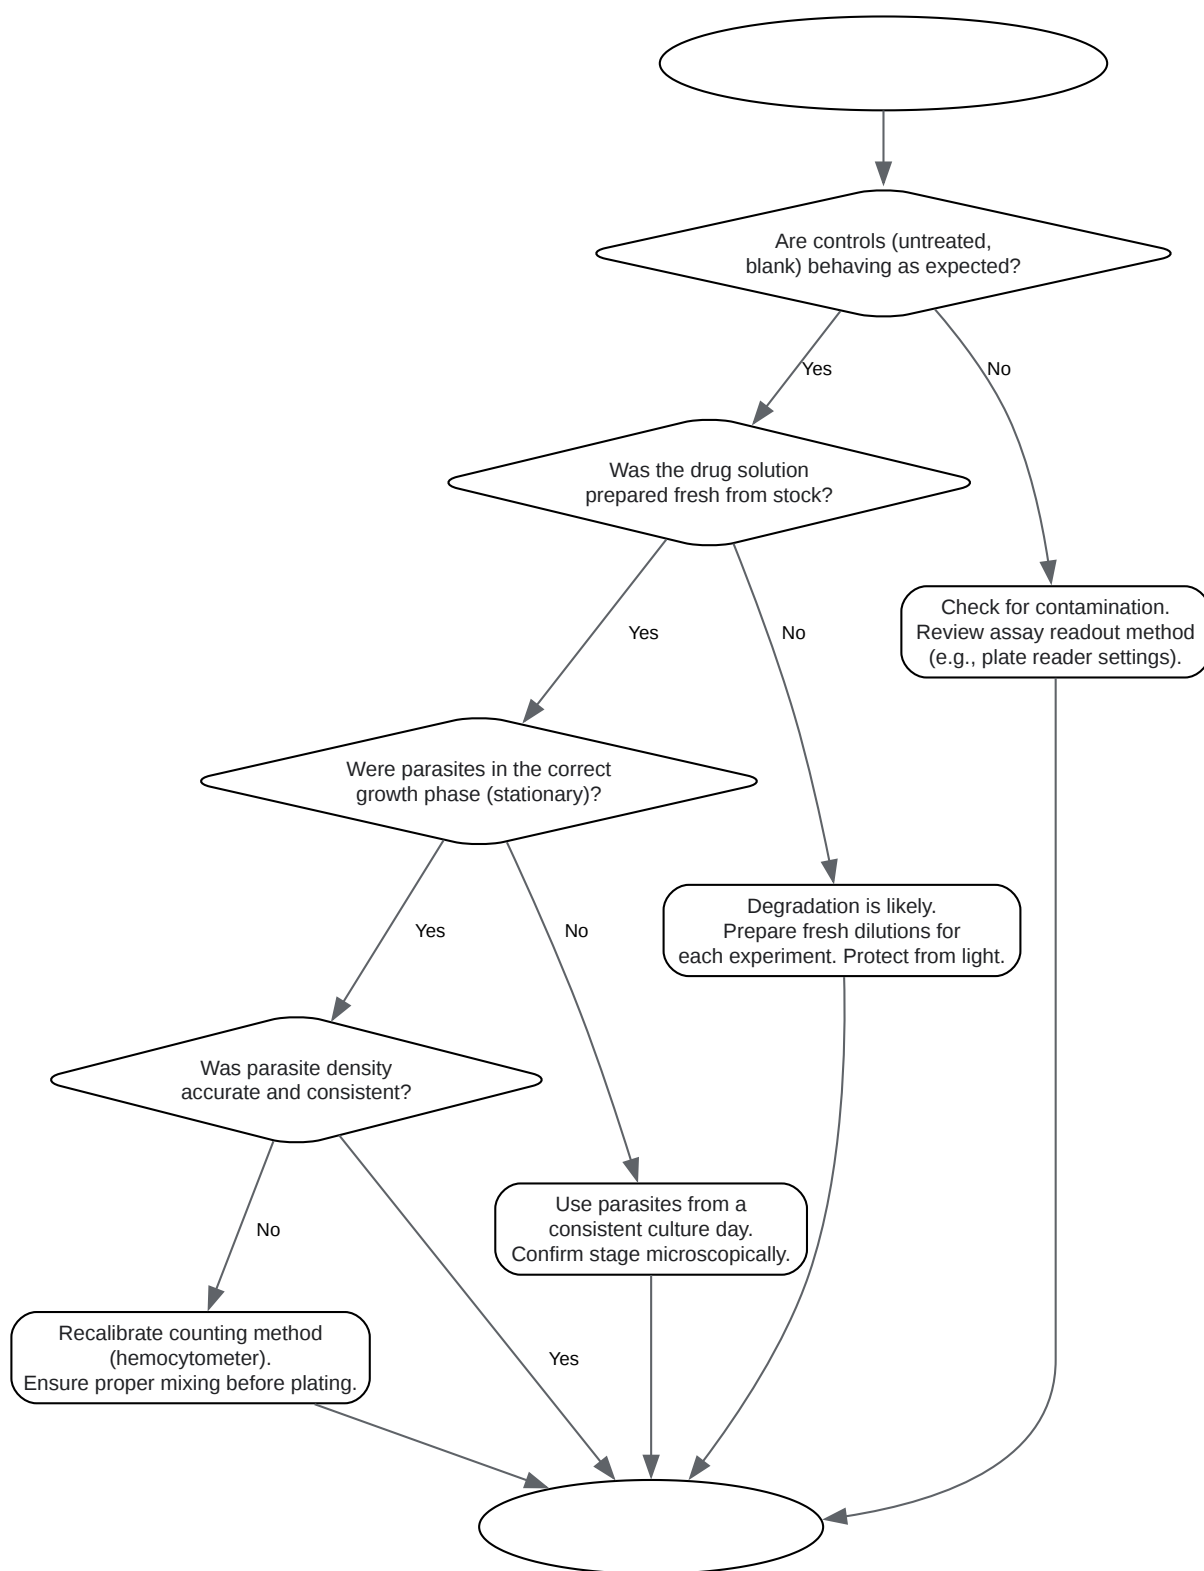 Are controls (untreated,
blank) behaving as expected?
Yes
No
Was the drug solution
prepared fresh from stock?
Check for contamination.
Review assay readout method
(e.g., plate reader settings).
Yes
No
Were parasites in the correct
growth phase (stationary)?
Degradation is likely.
Prepare fresh dilutions for
each experiment. Protect from light.
Yes
No
Was parasite density
accurate and consistent?
Use parasites from a
consistent culture day.
Confirm stage microscopically.
No
Recalibrate counting method
(hemocytometer).
Ensure proper mixing before plating.
Yes